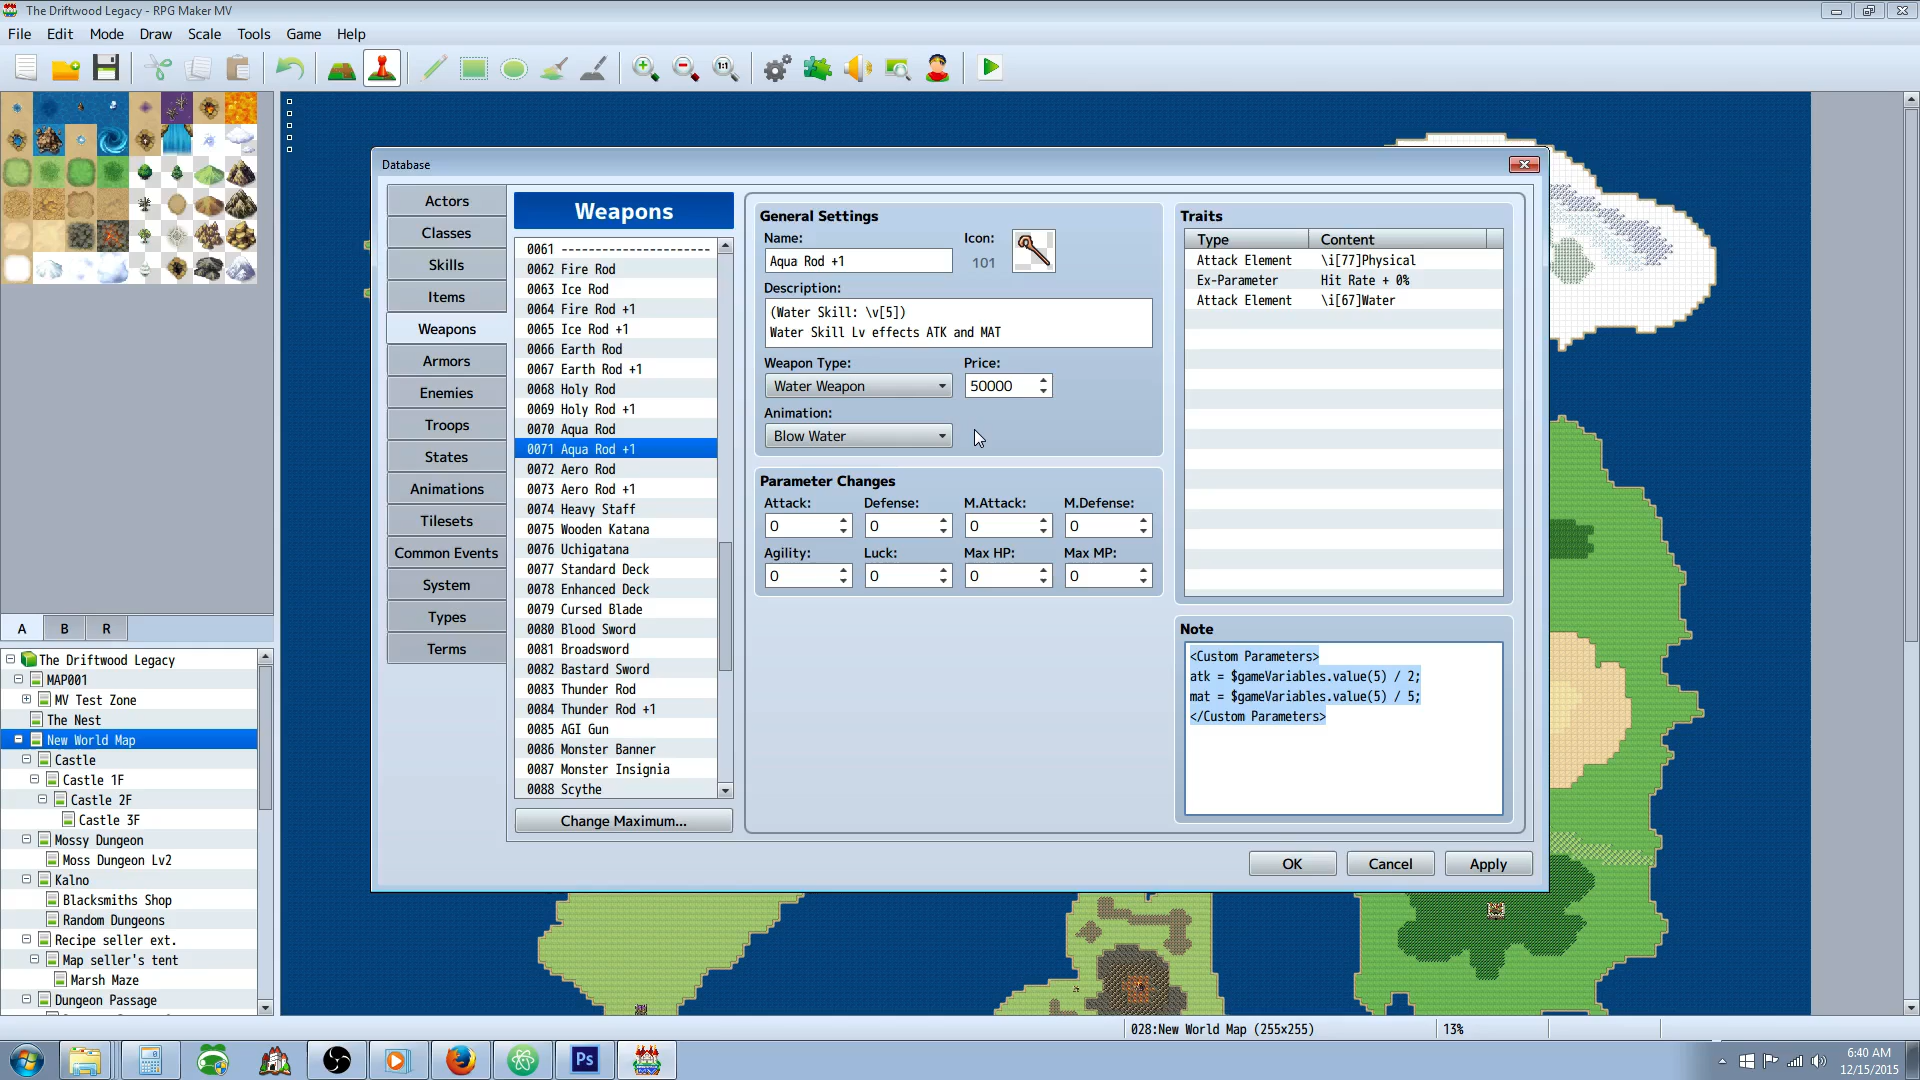 The Driftwood Legacy - RPG Maker MV
File Edit Mode Draw Scale Tools Game Help
1:1
Database
Actors
Classes
Skills
Items
Weapons
Armors
Enemies
Troops
States
Animations
Tilesets
Common Events
System
Types
Terms
Weapons
0061 ----------------------
0062 Fire Rod
0063 Ice Rod
0064 Fire Rod +1
0065 Ice Rod +1
0066 Earth Rod
0067 Earth Rod +1
0068 Holy Rod
0069 Holy Rod +1
0070 Aqua Rod
0071 Aqua Rod +1
0072 Aero Rod
0073 Aero Rod +1
0074 Heavy Staff
0075 Wooden Katana
0076 Uchigatana
0077 Standard Deck
0078 Enhanced Deck
0079 Cursed Blade
0080 Blood Sword
0081 Broadsword
0082 Bastard Sword
0083 Thunder Rod
0084 Thunder Rod +1
0085 AGI Gun
0086 Monster Banner
0087 Monster Insignia
0088 Scythe
Change Maximum...
General Settings
Name: Icon:
Aqua Rod +1 101
Description:
(Water Skill: \v[5])
Water Skill Lv effects ATK and MAT
Weapon Type: Price:
Water Weapon 50000
Animation:
Blow Water
Parameter Changes
Attack: Defense: M.Attack: M.Defense:
0 0 0 0
Agility: Luck: Max HP: Max MP:
0 0 0 0
Traits
Type Content
Attack Element \i[77]Physical
Ex-Parameter Hit Rate + 0%
Attack Element \i[67]Water
Note
<Custom Parameters>
atk = $gameVariables.value(5) / 2;
mat = $gameVariables.value(5) / 5;
</Custom Parameters>
OK Cancel Apply
A B R
The Driftwood Legacy
MAP001
MV Test Zone
The Nest
New World Map
Castle
Castle 1F
Castle 2F
Castle 3F
Mossy Dungeon
Moss Dungeon Lv2
Kalno
Blacksmiths Shop
Random Dungeons
Recipe seller ext.
Map seller's tent
Marsh Maze
Dungeon Passage
028:New World Map (255x255) 13%
Ps
6:40 AM
12/15/2015